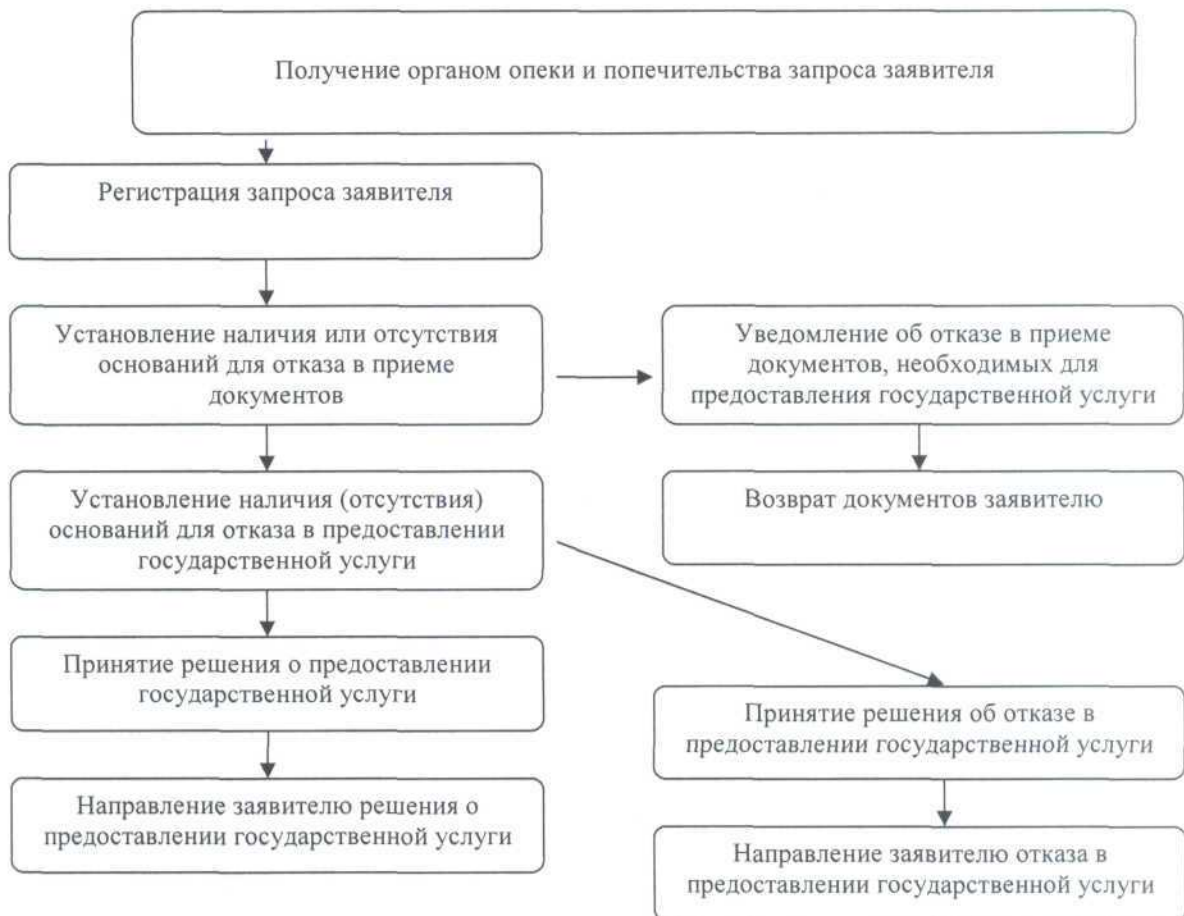 Получение органом опеки и попечительства запроса заявителя
Регистрация запроса заявителя
Установление наличия или отсутствия
оснований для отказа в приеме
документов
Уведомление об отказе в приеме
документов, необходимых для
предоставления государственной услуги
Установление наличия (отсутствия)
оснований для отказа в предоставлении
государственной услуги
Возврат документов заявителю
Принятие решения о предоставлении
государственной услуги
Принятие решения об отказе в
предоставлении государственной услуги
Направление заявителю решения о
предоставлении государственной услуги
Направление заявителю отказа в
предоставлении государственной услуги